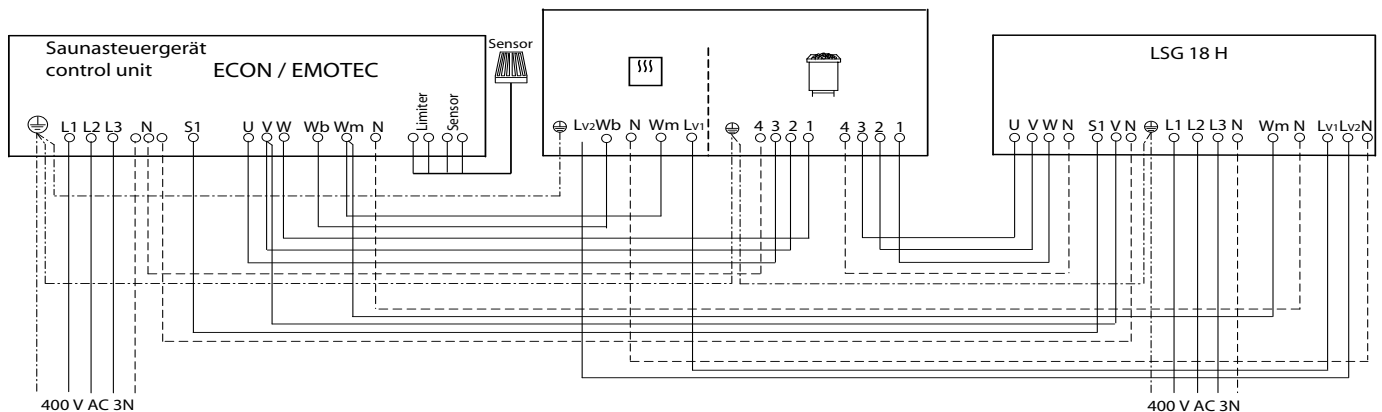 Saunasteuergerät
control unit ECON / EMOTEC
Sensor
LSG 18 H
L1 L2 L3 N S1 U V W Wb Wm N Limiter Sensor
LV2 Wb N Wm LV1 4 3 2 1 4 3 2 1
U V W N S1 V N L1 L2 L3 N Wm N LV1 LV2 N
400 V AC 3N
400 V AC 3N